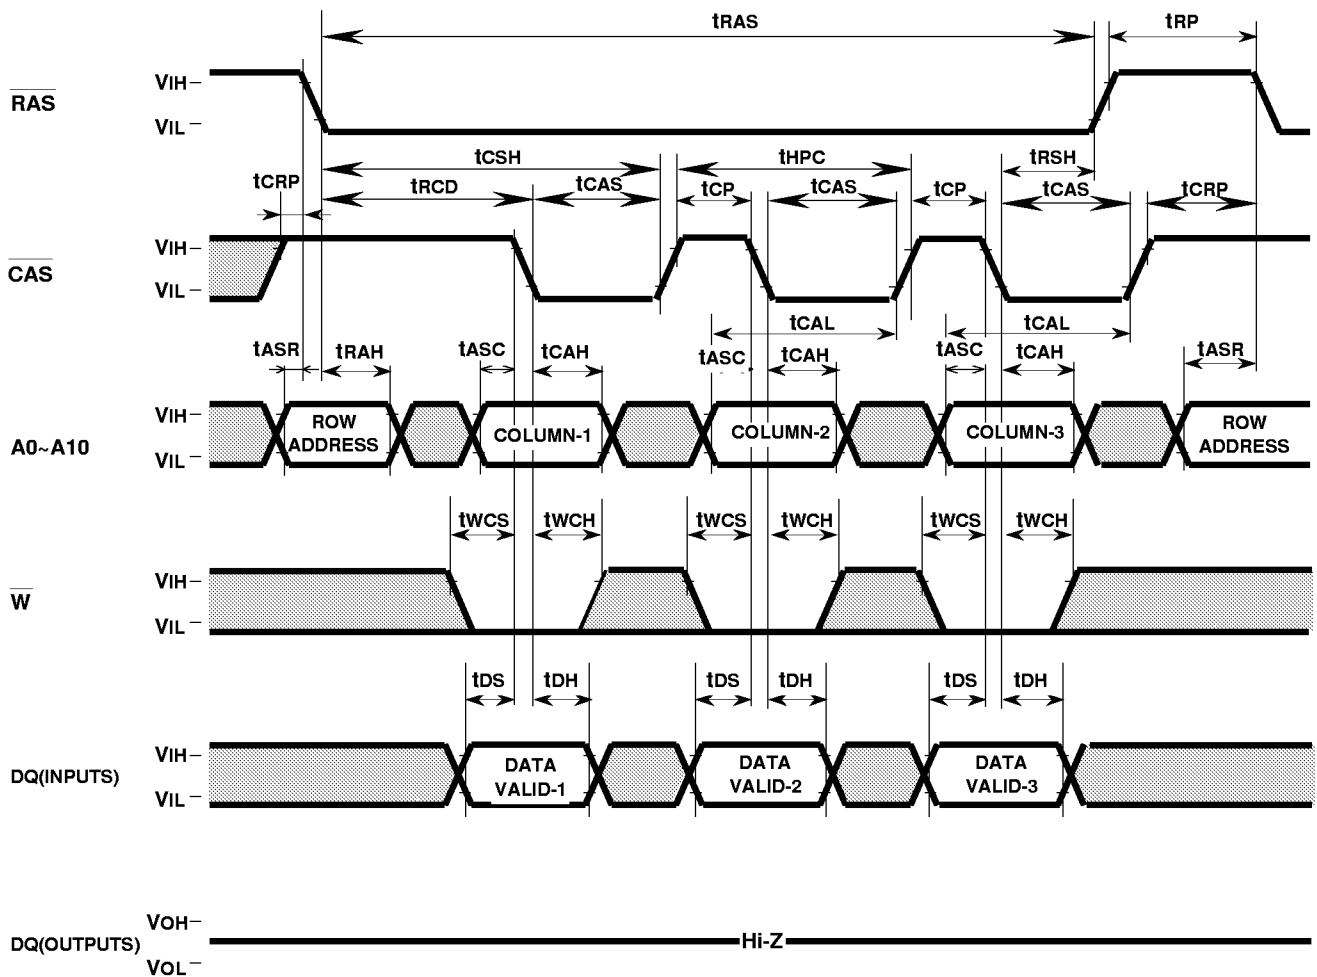 tRAS tRP
RAS VIH VIL
tCSH tHPC tRSH
tCRP tRCD tCAS tCP tCAS tCP tCAS tCRP
CAS VIH VIL
tCAL tCAL
tASR tRAH tASC tCAH tASC tCAH tASC tCAH tASR
A0~A10 VIH VIL
ROW ADDRESS
COLUMN-1
COLUMN-2
COLUMN-3
ROW ADDRESS
tWCS tWCH tWCS tWCH tWCS tWCH
W VIH VIL
tDS tDH tDS tDH tDS tDH
DQ(INPUTS) VIH VIL
DATA VALID-1
DATA VALID-2
DATA VALID-3
DQ(OUTPUTS) VOH VOL
Hi-Z